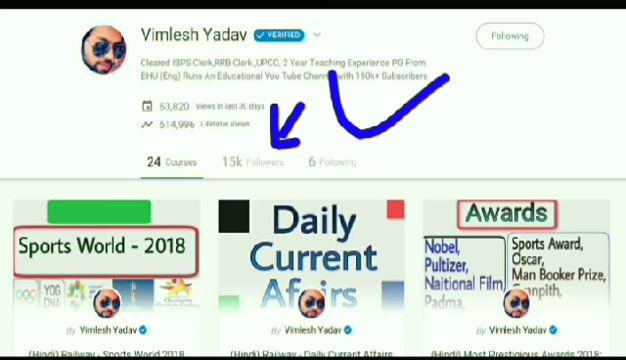 Vimlesh Yadav VERIFIED
Following
Cleared IBPS Clerk,RRB Clerk ,UPCC, 2 Year Teaching Experience PG From
BHU (Eng) Runs An Educational You Tube Channel with 150k+ Subscribers
53,820 Views in last 30 days
514,996 Lifetime Views
24 Courses 15k Followers 6 Following
Sports World - 2018
YOG
By Vimlesh Yadav
(Hindi) Railway - Sports World 2018
Daily
Current
Affairs
By Vimlesh Yadav
(Hindi) Railway - Daily Current Affairs
Awards
Nobel,
Pultizer,
Naitional Film
Padma,
Sports Award,
Oscar,
Man Booker Prize,
By Vimlesh Yadav
(Hindi) Most Prestigious Awards 2018: